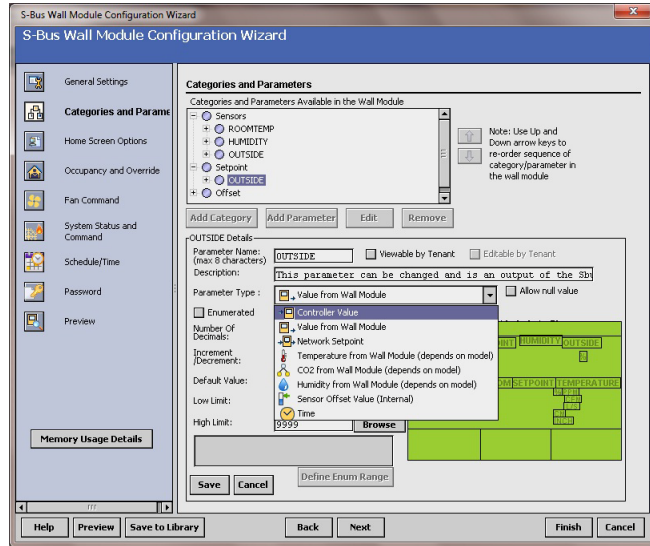 S-Bus Wall Module Configuration Wizard
S-Bus Wall Module Configuration Wizard
General Settings
Categories and Parame
Home Screen Options
Occupancy and Override
Fan Command
System Status and
Command
Schedule/Time
Password
Preview
Memory Usage Details
Categories and Parameters
Categories and Parameters Available in the Wall Module
Sensors
ROOMTEMP
HUMIDITY
OUTSIDE
Setpoint
OUTSIDE
Offset
Note: Use Up and
Down arrow keys to
re-order sequence of
category/parameter in
the wall module
Add Category Add Parameter Edit Remove
OUTSIDE Details
Parameter Name:
(max 8 characters)
OUTSIDE
Viewable by Tenant
Editable by Tenant
Description:
This parameter can be changed and is an output of the Sbu
Parameter Type :
Value from Wall Module
Allow null value
Enumerated
Number Of
Decimals:
Increment
/Decrement:
Default Value:
Low Limit:
High Limit:
Controller Value
Value from Wall Module
Network Setpoint
Temperature from Wall Module (depends on model)
CO2 from Wall Module (depends on model)
Humidity from Wall Module (depends on model)
Sensor Offset Value (Internal)
Time
9999
Browse
HUMIDITY OUTSIDE
SETPOINT TEMPERATURE
Define Enum Range
Save Cancel
Help Preview Save to Library Back Next Finish Cancel